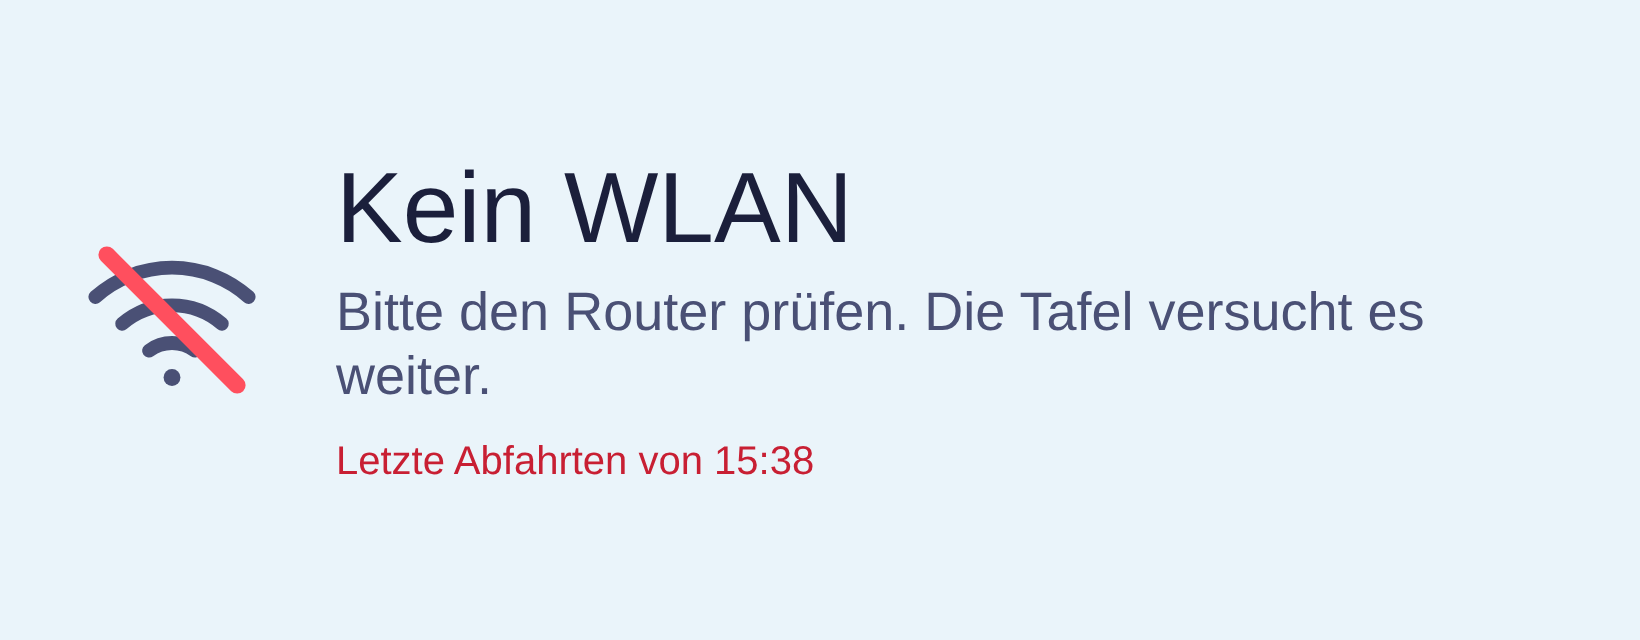 Kein WLAN
Bitte den Router prüfen. Die Tafel versucht es
weiter.
Letzte Abfahrten von 15:38